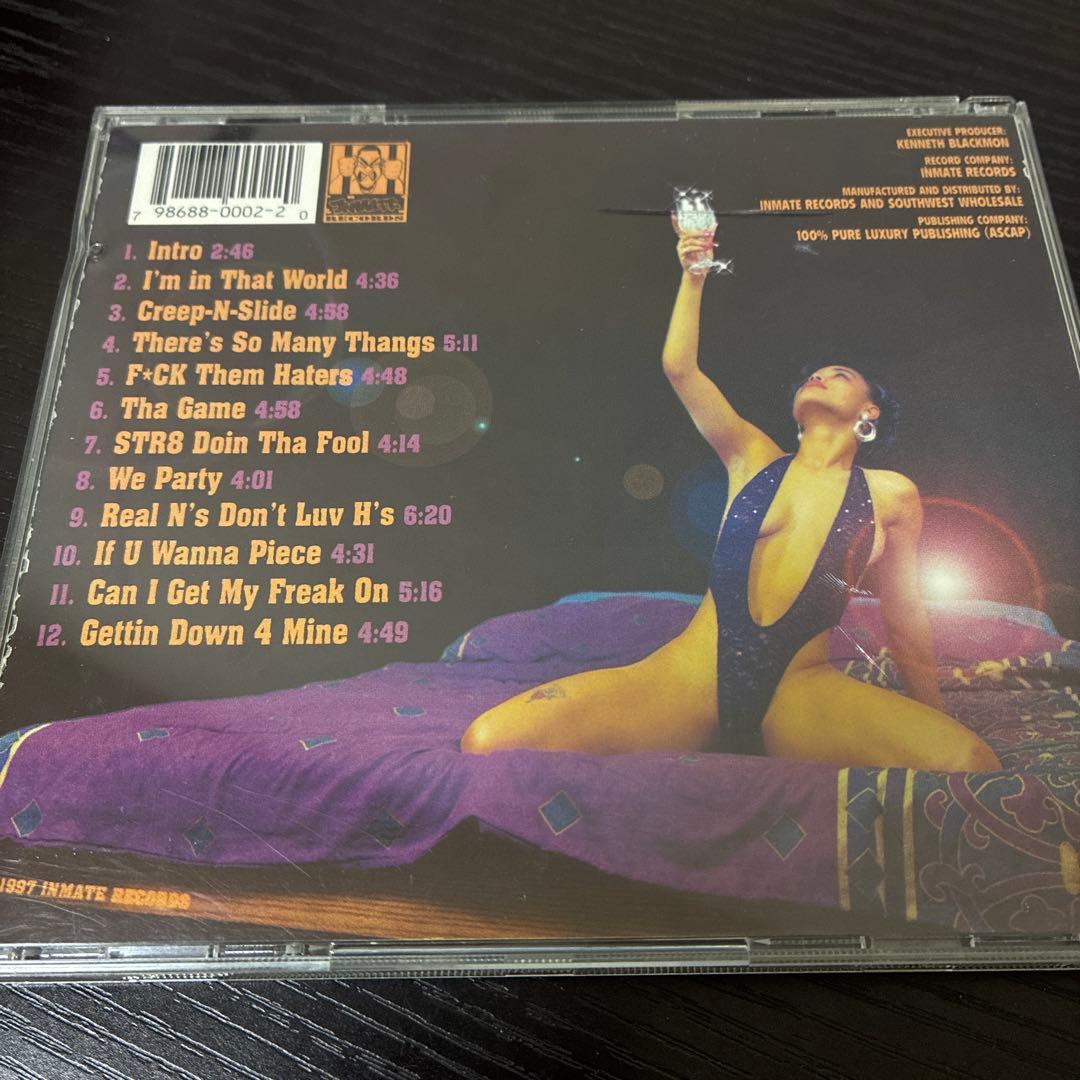 7 98688-0002-2 0
INMATE
RECORDS
EXECUTIVE PRODUCER:
KENNETH BLACKMON
RECORD COMPANY:
INMATE RECORDS
MANUFACTURED AND DISTRIBUTED BY:
INMATE RECORDS AND SOUTHWEST WHOLESALE
PUBLISHING COMPANY:
100% PURE LUXURY PUBLISHING (ASCAP)
1. Intro 2:46
2. I'm in That World 4:36
3. Creep-N-Slide 4:58
4. There's So Many Thangs 5:11
5. F*CK Them Haters 4:48
6. Tha Game 4:58
7. STR8 Doin Tha Fool 4:14
8. We Party 4:01
9. Real N's Don't Luv H's 6:20
10. If U Wanna Piece 4:31
11. Can I Get My Freak On 5:16
12. Gettin Down 4 Mine 4:49
1997 INMATE RECORDS